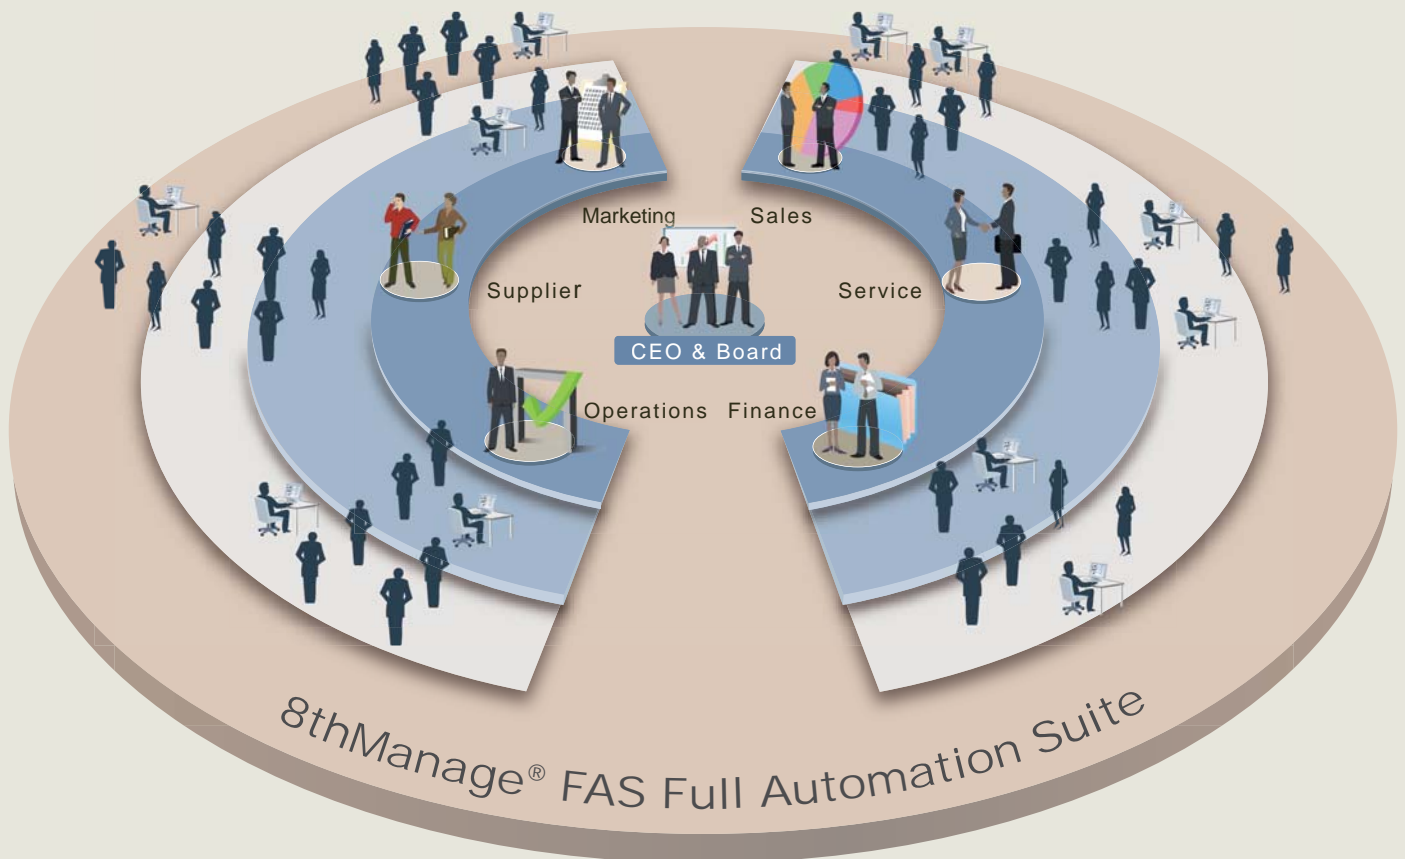 Marketing
Sales
Supplier
Service
CEO & Board
Operations
Finance
8thManage® FAS Full Automation Suite